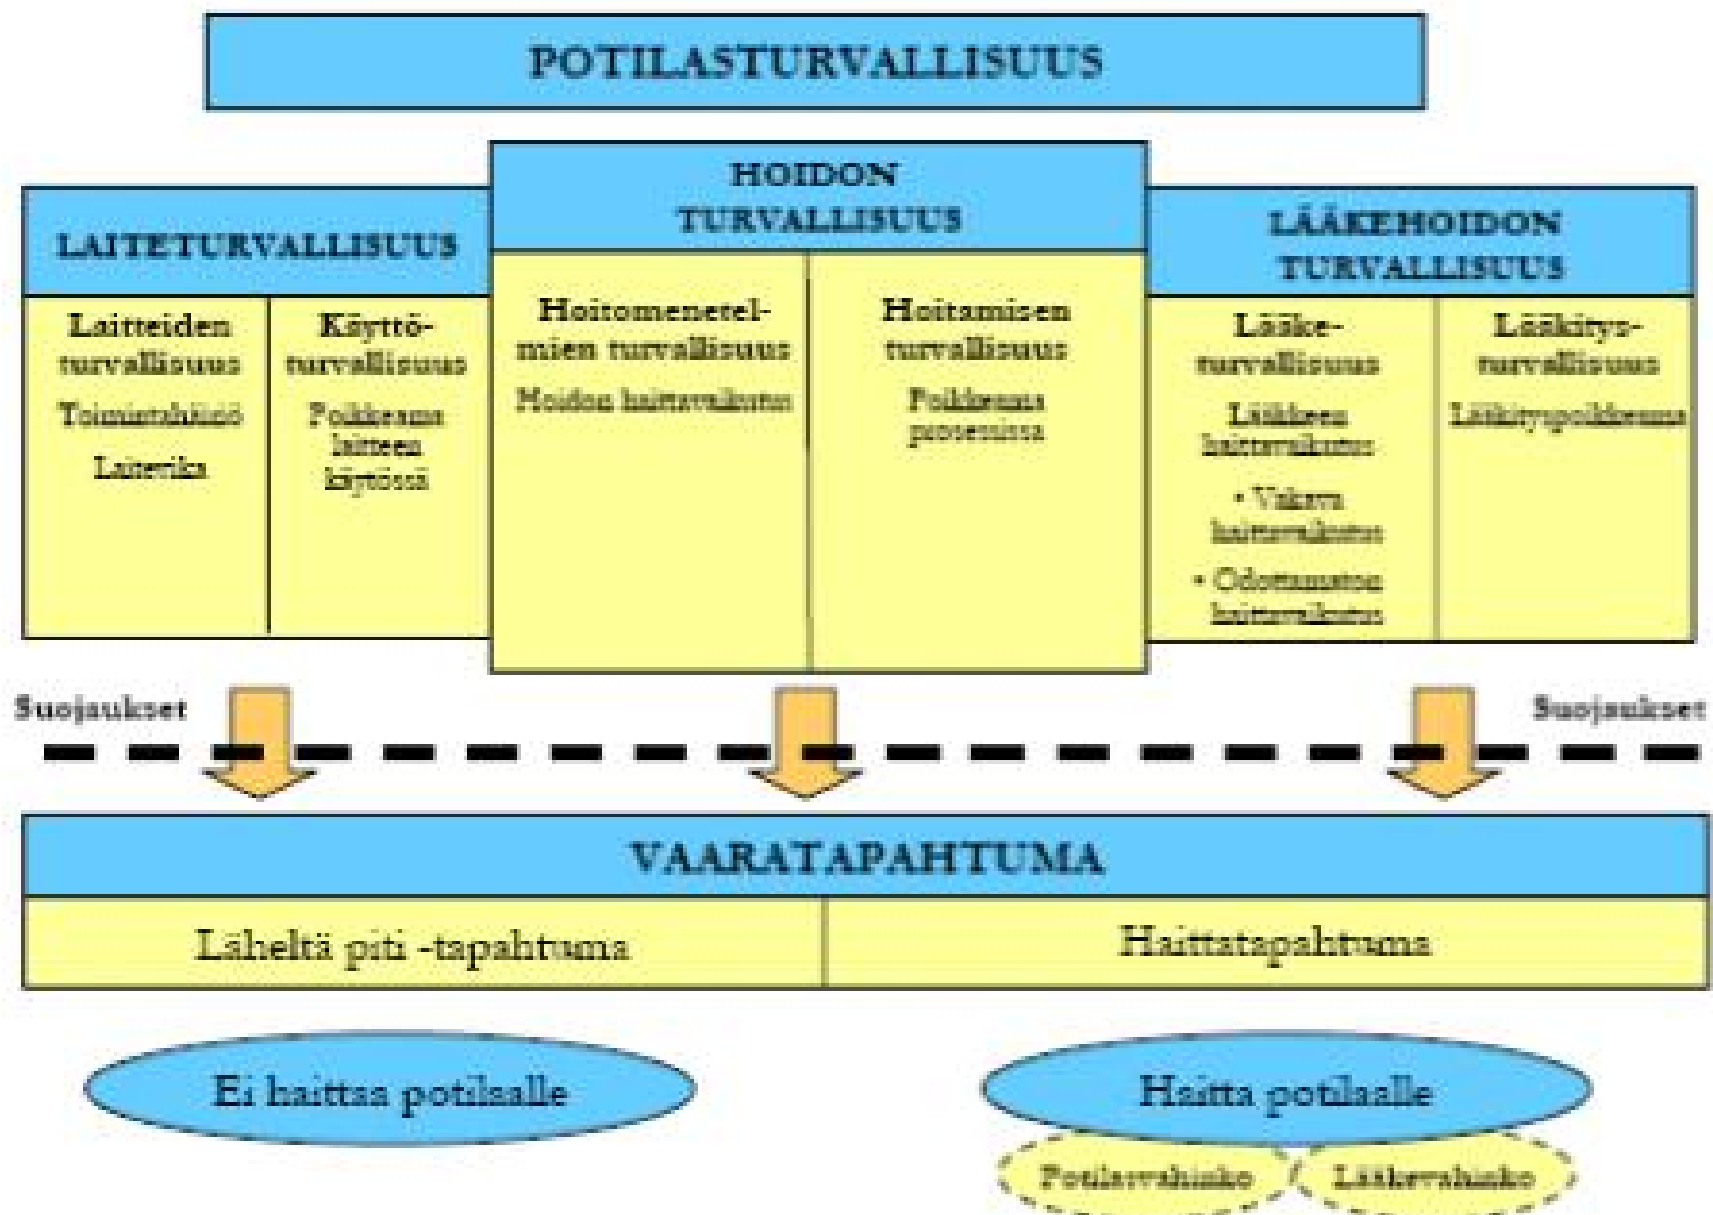 POTILASTURVALLISUUS
LAITETURVALLISUUS
Laitteiden
turvallisuus
Toimintahäiriö
Laitevika
Käyttö-
turvallisuus
Poikkeama
laitteen
käytössä
HOIDON
TURVALLISUUS
Hoitomenetel-
mien turvallisuus
Hoidon haittavaikutus
Hoitamisen
turvallisuus
Poikkeama
prosessissa
LÄÄKEHOIDON
TURVALLISUUS
Lääke-
turvallisuus
Lääkkeen
haittavaikutus
• Vakava
haittavaikutus
• Odottamaton
haittavaikutus
Lääkitys-
turvallisuus
Lääkityspoikkeama
Suojaukset
Suojaukset
VAARATAPAHTUMA
Läheltä piti -tapahtuma
Haittatapahtuma
Ei haittaa potilaalle
Haitta potilaalle
Potilasvahinko
Lääkevahinko